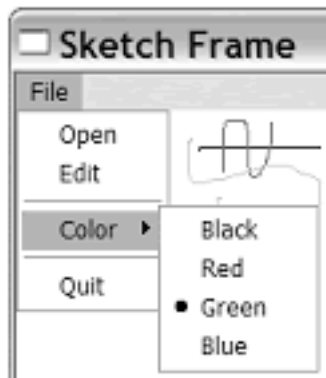 Sketch Frame
File
Open
Edit
Color
Quit
Black
Red
Green
Blue